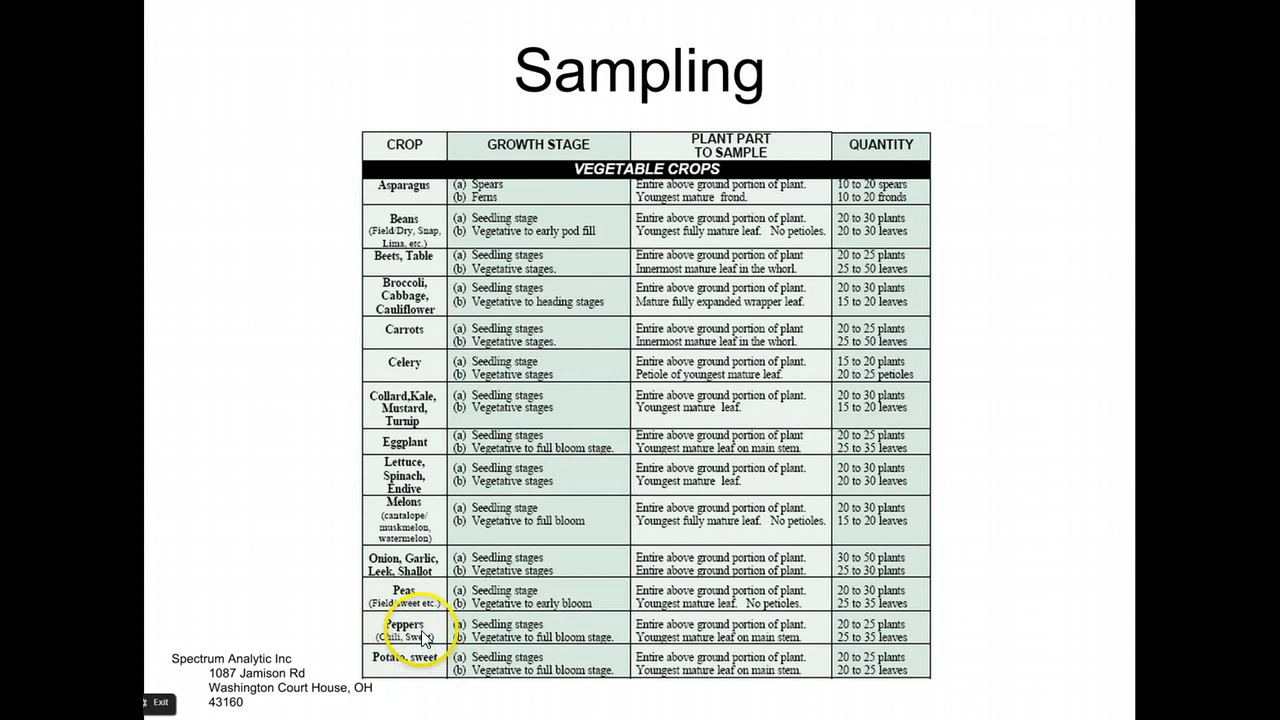 Sampling
CROP GROWTH STAGE PLANT PART TO SAMPLE QUANTITY
VEGETABLE CROPS
Asparagus (a) Spears Entire above ground portion of plant. 10 to 20 spears
(b) Ferns Youngest mature frond. 10 to 20 fronds
Beans (a) Seedling stage Entire above ground portion of plant. 20 to 30 plants
(Field/Dry, Snap, (b) Vegetative to early pod fill Youngest fully mature leaf. No petioles. 20 to 30 leaves
Lima, etc.)
Beets, Table (a) Seedling stages Entire above ground portion of plant 20 to 25 plants
(b) Vegetative stages. Innermost mature leaf in the whorl. 25 to 50 leaves
Broccoli, (a) Seedling stages Entire above ground portion of plant. 20 to 30 plants
Cabbage, (b) Vegetative to heading stages Mature fully expanded wrapper leaf. 15 to 20 leaves
Cauliflower
Carrots (a) Seedling stages Entire above ground portion of plant 20 to 25 plants
(b) Vegetative stages. Innermost mature leaf in the whorl. 25 to 50 leaves
Celery (a) Seedling stage Entire above ground portion of plant. 15 to 20 plants
(b) Vegetative stages Petiole of youngest mature leaf. 20 to 25 petioles
Collard,Kale, (a) Seedling stages Entire above ground portion of plant. 20 to 30 plants
Mustard, (b) Vegetative stages Youngest mature leaf. 15 to 20 leaves
Turnip
Eggplant (a) Seedling stages Entire above ground portion of plant 20 to 25 plants
(b) Vegetative to full bloom stage. Youngest mature leaf on main stem. 25 to 35 leaves
Lettuce, (a) Seedling stages Entire above ground portion of plant. 20 to 30 plants
Spinach, (b) Vegetative stages Youngest mature leaf. 20 to 30 leaves
Endive
Melons (a) Seedling stage Entire above ground portion of plant. 20 to 30 plants
(cantalope/ (b) Vegetative to full bloom Youngest fully mature leaf. No petioles. 15 to 20 leaves
muskmelon,
watermelon)
Onion, Garlic, (a) Seedling stages Entire above ground portion of plant. 30 to 50 plants
Leek, Shallot (b) Vegetative stages Entire above ground portion of plant. 25 to 30 plants
Peas (a) Seedling stage Entire above ground portion of plant. 20 to 30 plants
(Field/sweet etc.) (b) Vegetative to early bloom Youngest mature leaf. No petioles. 25 to 35 leaves
Peppers (a) Seedling stages Entire above ground portion of plant. 20 to 25 plants
(Chili, Sweet) (b) Vegetative to full bloom stage. Youngest mature leaf on main stem. 25 to 35 leaves
Potato, sweet (a) Seedling stages Entire above ground portion of plant. 20 to 25 plants
(b) Vegetative to full bloom stage. Youngest mature leaf on main stem. 20 to 25 leaves
Spectrum Analytic Inc
1087 Jamison Rd
Washington Court House, OH
43160
Exit